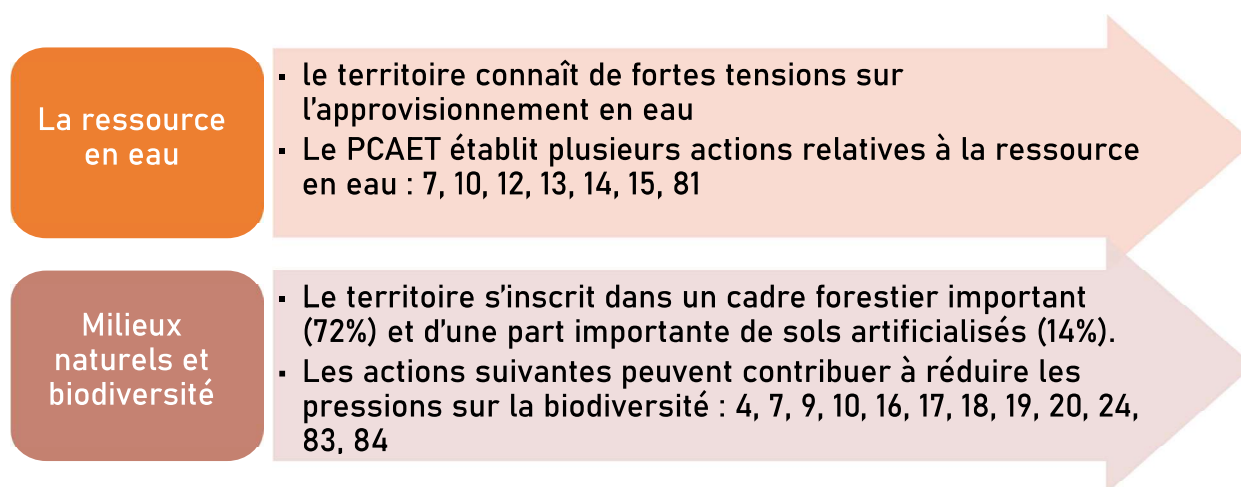 La ressource
en eau
▪ le territoire connaît de fortes tensions sur
l'approvisionnement en eau
▪ Le PCAET établit plusieurs actions relatives à la ressource
en eau : 7, 10, 12, 13, 14, 15, 81
Milieux
naturels et
biodiversité
▪ Le territoire s'inscrit dans un cadre forestier important
(72%) et d'une part importante de sols artificialisés (14%).
▪ Les actions suivantes peuvent contribuer à réduire les
pressions sur la biodiversité : 4, 7, 9, 10, 16, 17, 18, 19, 20, 24,
83, 84